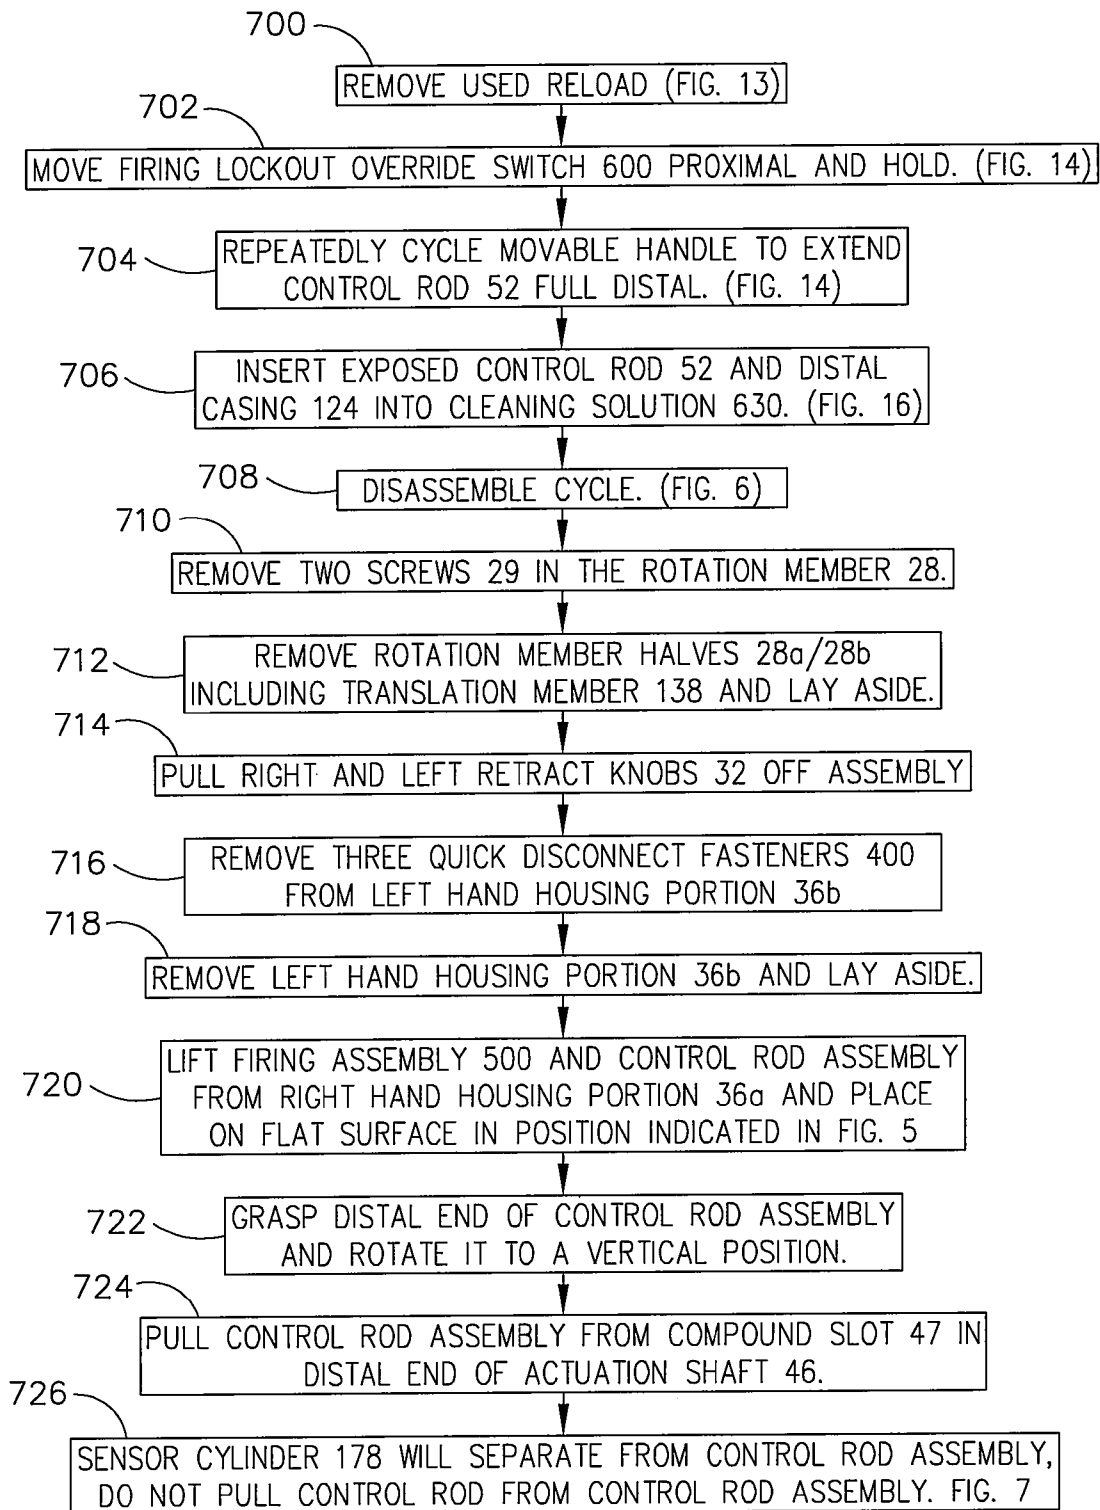 700
REMOVE USED RELOAD (FIG. 13)
702
MOVE FIRING LOCKOUT OVERRIDE SWITCH 600 PROXIMAL AND HOLD. (FIG. 14)
704
REPEATEDLY CYCLE MOVABLE HANDLE TO EXTEND
CONTROL ROD 52 FULL DISTAL. (FIG. 14)
706
INSERT EXPOSED CONTROL ROD 52 AND DISTAL
CASING 124 INTO CLEANING SOLUTION 630. (FIG. 16)
708
DISASSEMBLE CYCLE. (FIG. 6)
710
REMOVE TWO SCREWS 29 IN THE ROTATION MEMBER 28.
712
REMOVE ROTATION MEMBER HALVES 28a/28b
INCLUDING TRANSLATION MEMBER 138 AND LAY ASIDE.
714
PULL RIGHT AND LEFT RETRACT KNOBS 32 OFF ASSEMBLY
716
REMOVE THREE QUICK DISCONNECT FASTENERS 400
FROM LEFT HAND HOUSING PORTION 36b
718
REMOVE LEFT HAND HOUSING PORTION 36b AND LAY ASIDE.
720
LIFT FIRING ASSEMBLY 500 AND CONTROL ROD ASSEMBLY
FROM RIGHT HAND HOUSING PORTION 36a AND PLACE
ON FLAT SURFACE IN POSITION INDICATED IN FIG. 5
722
GRASP DISTAL END OF CONTROL ROD ASSEMBLY
AND ROTATE IT TO A VERTICAL POSITION.
724
PULL CONTROL ROD ASSEMBLY FROM COMPOUND SLOT 47 IN
DISTAL END OF ACTUATION SHAFT 46.
726
SENSOR CYLINDER 178 WILL SEPARATE FROM CONTROL ROD ASSEMBLY,
DO NOT PULL CONTROL ROD FROM CONTROL ROD ASSEMBLY. FIG. 7